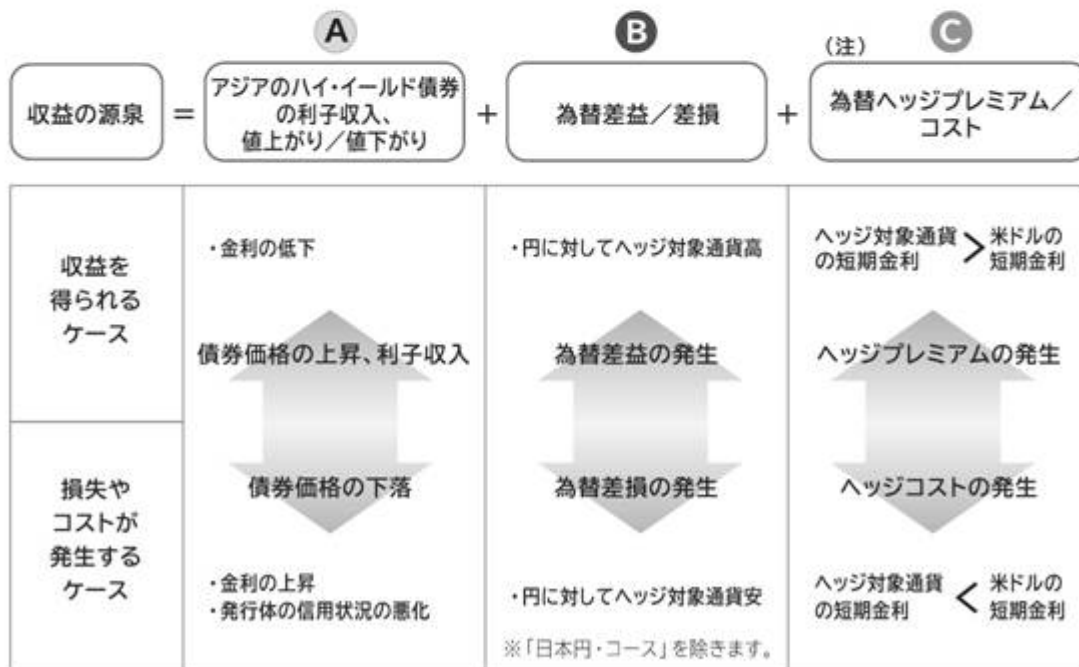 A
B
C
(注)
収益の源泉
=
アジアのハイ・イールド債券
の利子収入、
値上がり/値下がり
+
為替差益/差損
+
為替ヘッジプレミアム/
コスト
収益を
得られる
ケース
・金利の低下
債券価格の上昇、利子収入
・円に対してヘッジ対象通貨高
為替差益の発生
ヘッジ対象通貨
の短期金利
>
米ドルの
短期金利
ヘッジプレミアムの発生
損失や
コストが
発生する
ケース
債券価格の下落
・金利の上昇
・発行体の信用状況の悪化
為替差損の発生
・円に対してヘッジ対象通貨安
※「日本円・コース」を除きます。
ヘッジコストの発生
ヘッジ対象通貨
の短期金利
<
米ドルの
短期金利